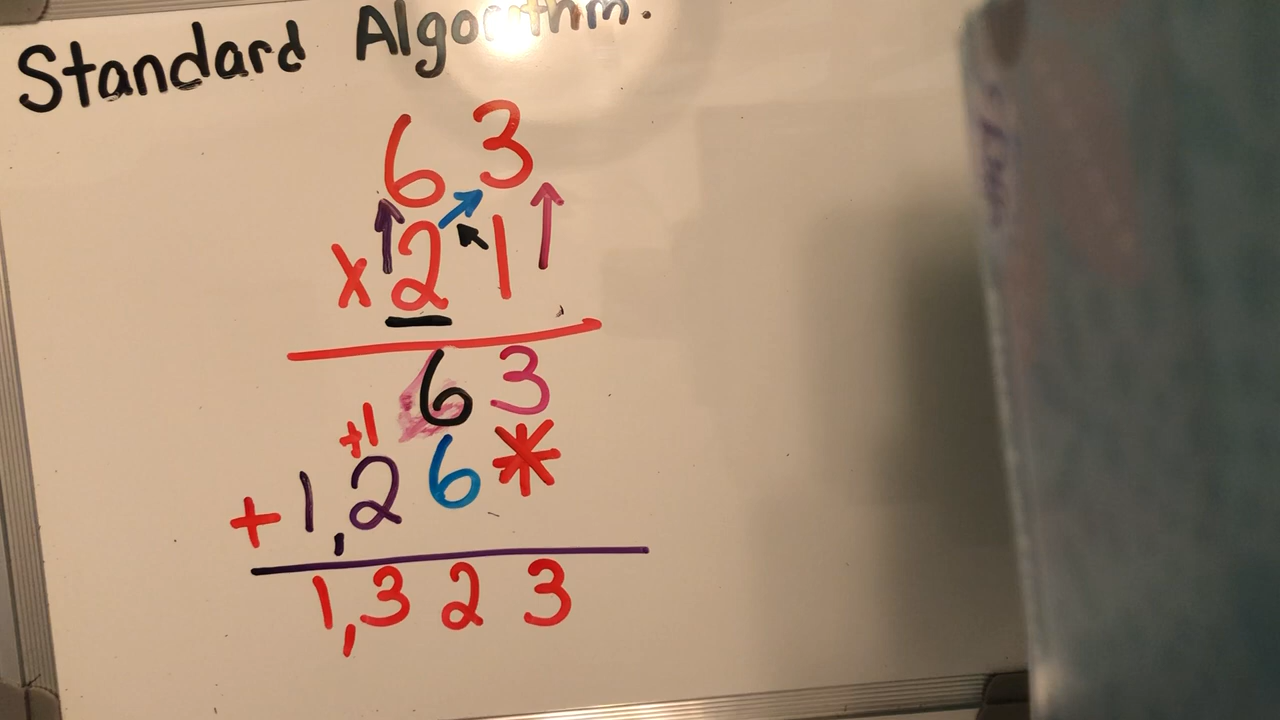 Standard Algorithm.
63
x 21
63
+1
+ 1,26*
1,323